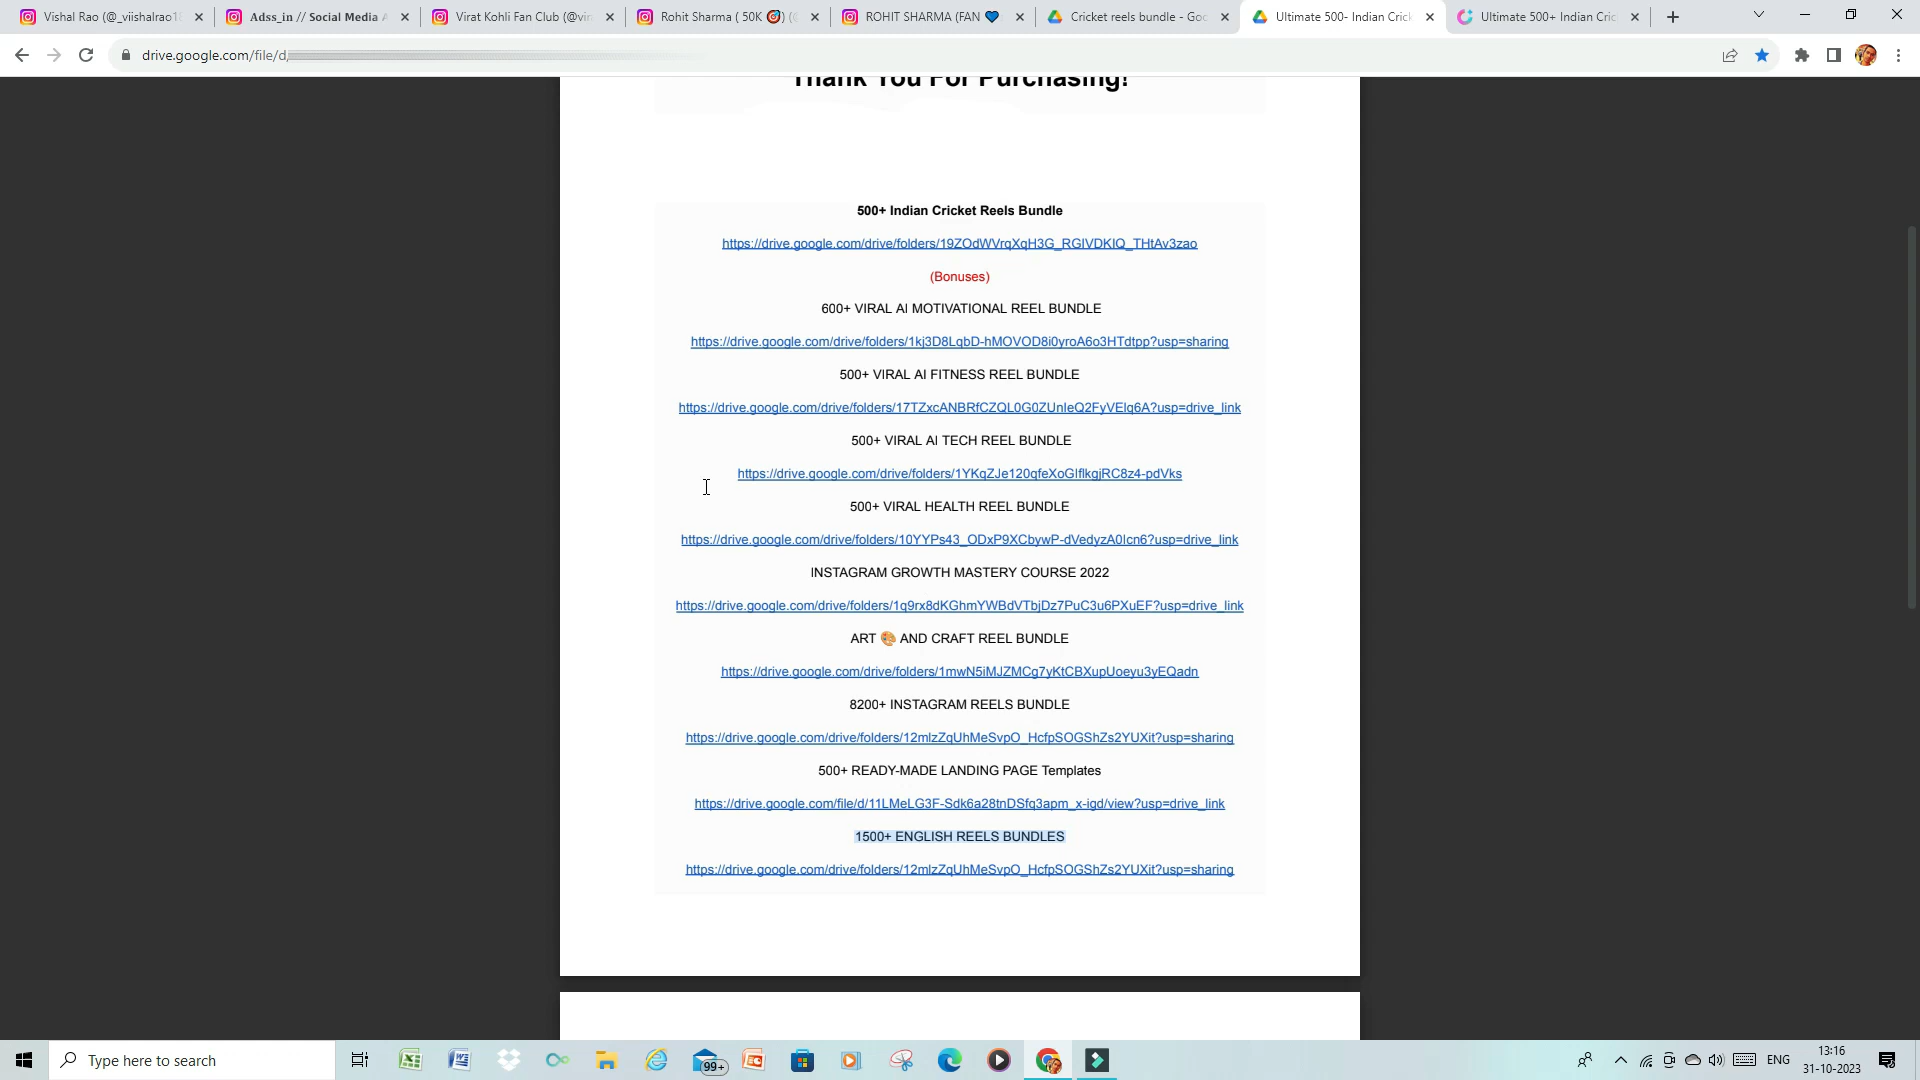 Vishal Rao (@_viishalrao1
Adss_in // Social Media A
Virat Kohli Fan Club (@vir
Rohit Sharma ( 50K 🎯) (@
ROHIT SHARMA (FAN 💙
Cricket reels bundle - Goo
Ultimate 500- Indian Crick
Ultimate 500+ Indian Cric
drive.google.com/file/d/
Thank You For Purchasing!
500+ Indian Cricket Reels Bundle
https://drive.google.com/drive/folders/19ZOdWVrqXqH3G_RGIVDKIQ_THtAv3zao
(Bonuses)
600+ VIRAL AI MOTIVATIONAL REEL BUNDLE
https://drive.google.com/drive/folders/1kj3D8LqbD-hMOVOD8i0yroA6o3HTdtpp?usp=sharing
500+ VIRAL AI FITNESS REEL BUNDLE
https://drive.google.com/drive/folders/17TZxcANBRfCZQL0G0ZUnIeQ2FyVElq6A?usp=drive_link
500+ VIRAL AI TECH REEL BUNDLE
https://drive.google.com/drive/folders/1YKqZJe120qfeXoGIflkgjRC8z4-pdVks
500+ VIRAL HEALTH REEL BUNDLE
https://drive.google.com/drive/folders/10YYPs43_ODxP9XCbywP-dVedyzA0Icn6?usp=drive_link
INSTAGRAM GROWTH MASTERY COURSE 2022
https://drive.google.com/drive/folders/1q9rx8dKGhmYWBdVTbjDz7PuC3u6PXuEF?usp=drive_link
ART 🎨 AND CRAFT REEL BUNDLE
https://drive.google.com/drive/folders/1mwN5iMJZMCg7yKtCBXupUoeyu3yEQadn
8200+ INSTAGRAM REELS BUNDLE
https://drive.google.com/drive/folders/12mlzZqUhMeSvpO_HcfpSOGShZs2YUXit?usp=sharing
500+ READY-MADE LANDING PAGE Templates
https://drive.google.com/file/d/11LMeLG3F-Sdk6a28tnDSfq3apm_x-igd/view?usp=drive_link
1500+ ENGLISH REELS BUNDLES
https://drive.google.com/drive/folders/12mlzZqUhMeSvpO_HcfpSOGShZs2YUXit?usp=sharing
Type here to search
99+
ENG
13:16
31-10-2023